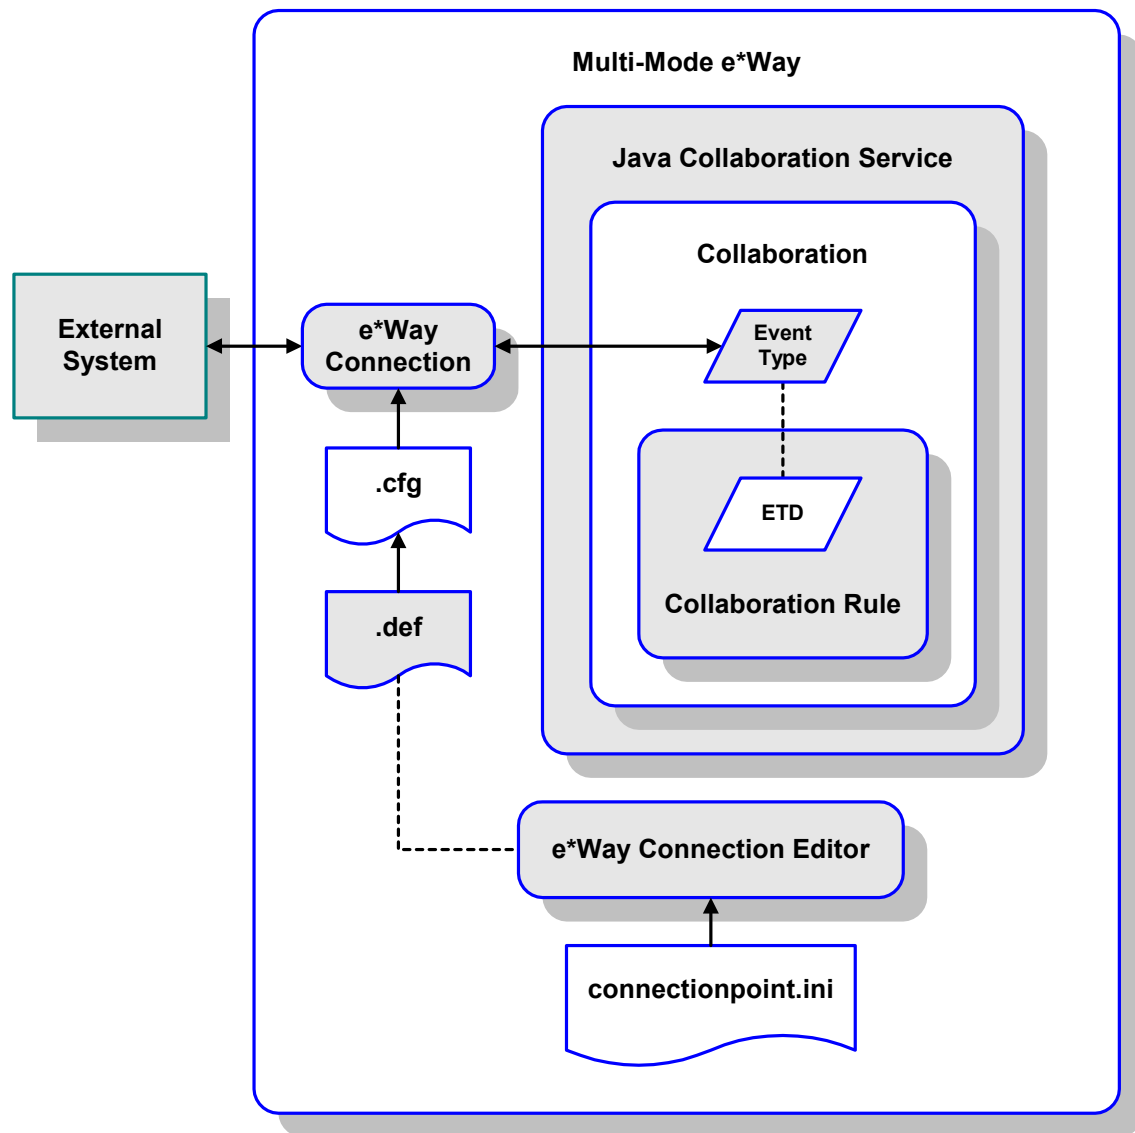 Multi-Mode e*Way
Java Collaboration Service
Collaboration
External
System
e*Way
Connection
Event
Type
.cfg
ETD
Collaboration Rule
.def
e*Way Connection Editor
connectionpoint.ini